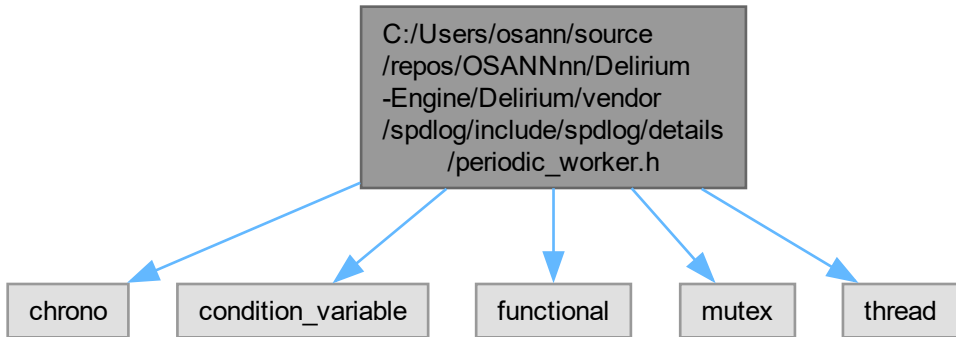 C:/Users/osann/source
/repos/OSANNnn/Delirium
-Engine/Delirium/vendor
/spdlog/include/spdlog/details
/periodic_worker.h
chrono
condition_variable
functional
mutex
thread